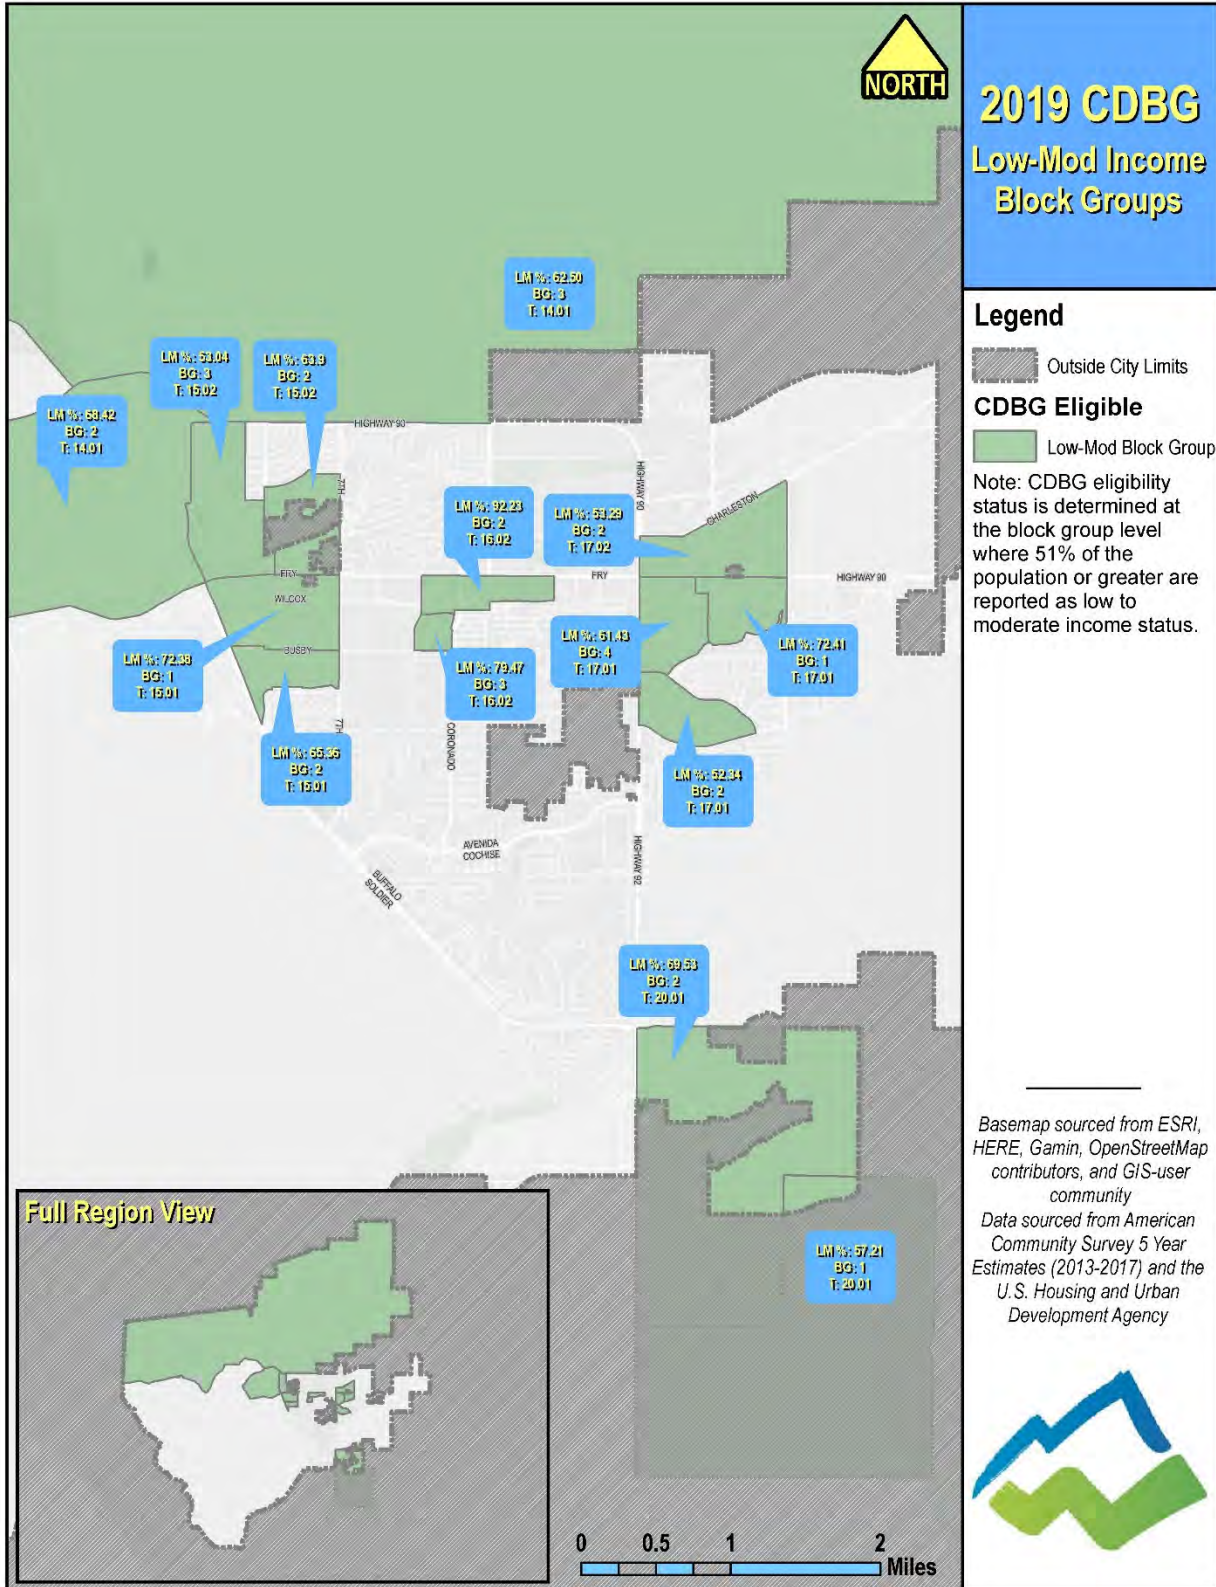 NORTH
2019 CDBG
Low-Mod Income
Block Groups
Legend
Outside City Limits
CDBG Eligible
Low-Mod Block Group
Note: CDBG eligibility
status is determined at
the block group level
where 51% of the
population or greater are
reported as low to
moderate income status.
LM %: 62.50
BG: 3
T: 14.01
LM %: 53.04
BG: 3
T: 15.02
LM %: 63.9
BG: 2
T: 15.02
LM %: 68.42
BG: 2
T: 14.01
HIGHWAY 90
7TH
HIGHWAY 90
LM %: 92.23
BG: 2
T: 16.02
LM %: 53.29
BG: 2
T: 17.02
CHARLESTON
FRY
FRY
HIGHWAY 90
WILCOX
BUSBY
LM %: 72.38
BG: 1
T: 15.01
LM %: 79.47
BG: 3
T: 16.02
LM %: 61.43
BG: 4
T: 17.01
LM %: 72.41
BG: 1
T: 17.01
7TH
CORONADO
LM %: 52.34
BG: 2
T: 17.01
AVENIDA
COCHISE
HIGHWAY 92
BUFFALO
SOLDIER
LM %: 69.53
BG: 2
T: 20.01
LM %: 57.21
BG: 1
T: 20.01
Full Region View
0 0.5 1 2
Miles
Basemap sourced from ESRI,
HERE, Gamin, OpenStreetMap
contributors, and GIS-user
community
Data sourced from American
Community Survey 5 Year
Estimates (2013-2017) and the
U.S. Housing and Urban
Development Agency